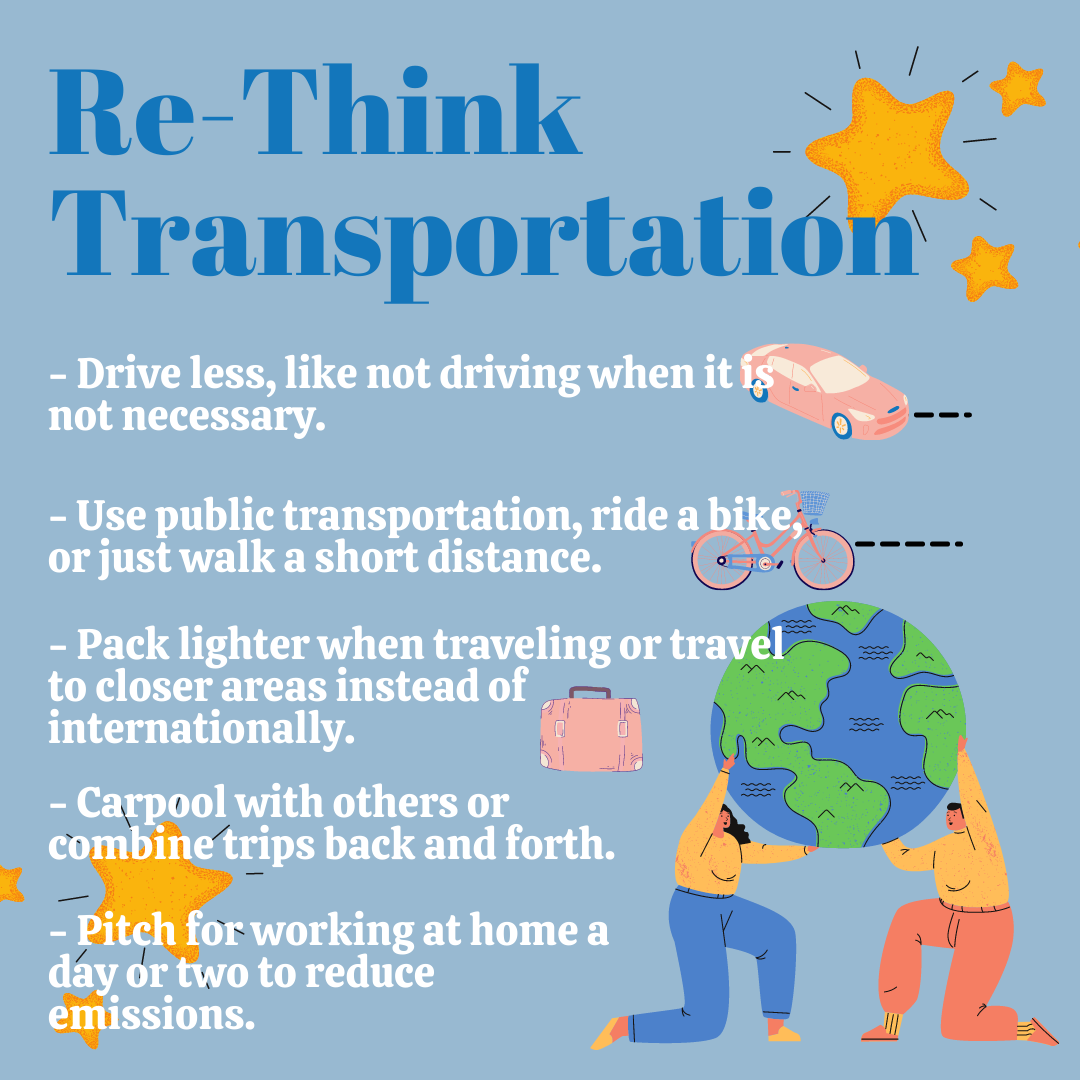 Re-Think
Transportation
- Drive less, like not driving when it is
not necessary.
- Use public transportation, ride a bike,
or just walk a short distance.
- Pack lighter when traveling or travel
to closer areas instead of
internationally.
- Carpool with others or
combine trips back and forth.
- Pitch for working at home a
day or two to reduce
emissions.